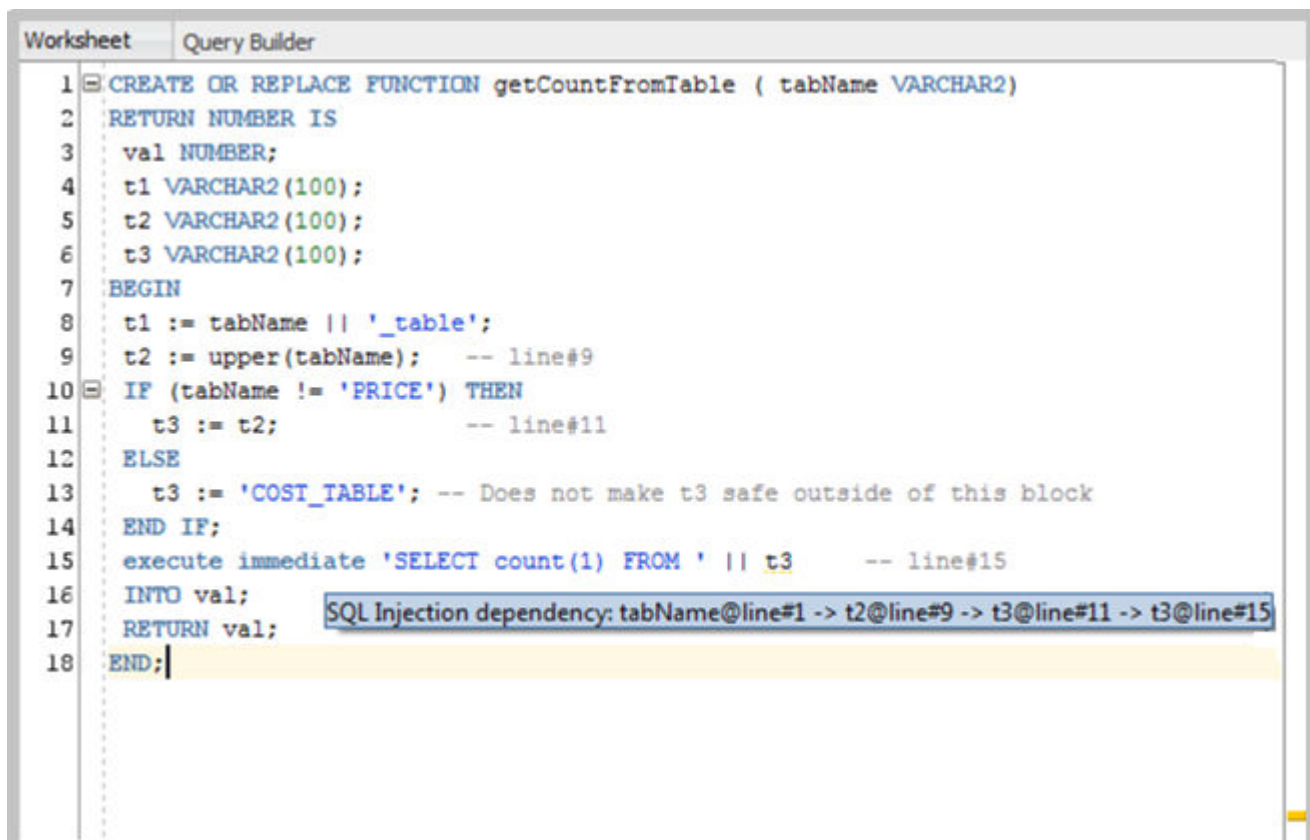 Worksheet Query Builder
1 CREATE OR REPLACE FUNCTION getCountFromTable ( tabName VARCHAR2)
2 RETURN NUMBER IS
3 val NUMBER;
4 t1 VARCHAR2(100);
5 t2 VARCHAR2(100);
6 t3 VARCHAR2(100);
7 BEGIN
8 t1 := tabName || '_table';
9 t2 := upper(tabName); -- line#9
10 IF (tabName != 'PRICE') THEN
11 t3 := t2; -- line#11
12 ELSE
13 t3 := 'COST_TABLE'; -- Does not make t3 safe outside of this block
14 END IF;
15 execute immediate 'SELECT count(1) FROM ' || t3 -- line#15
16 INTO val;
SQL Injection dependency: tabName@line#1 -> t2@line#9 -> t3@line#11 -> t3@line#15
17 RETURN val;
18 END;